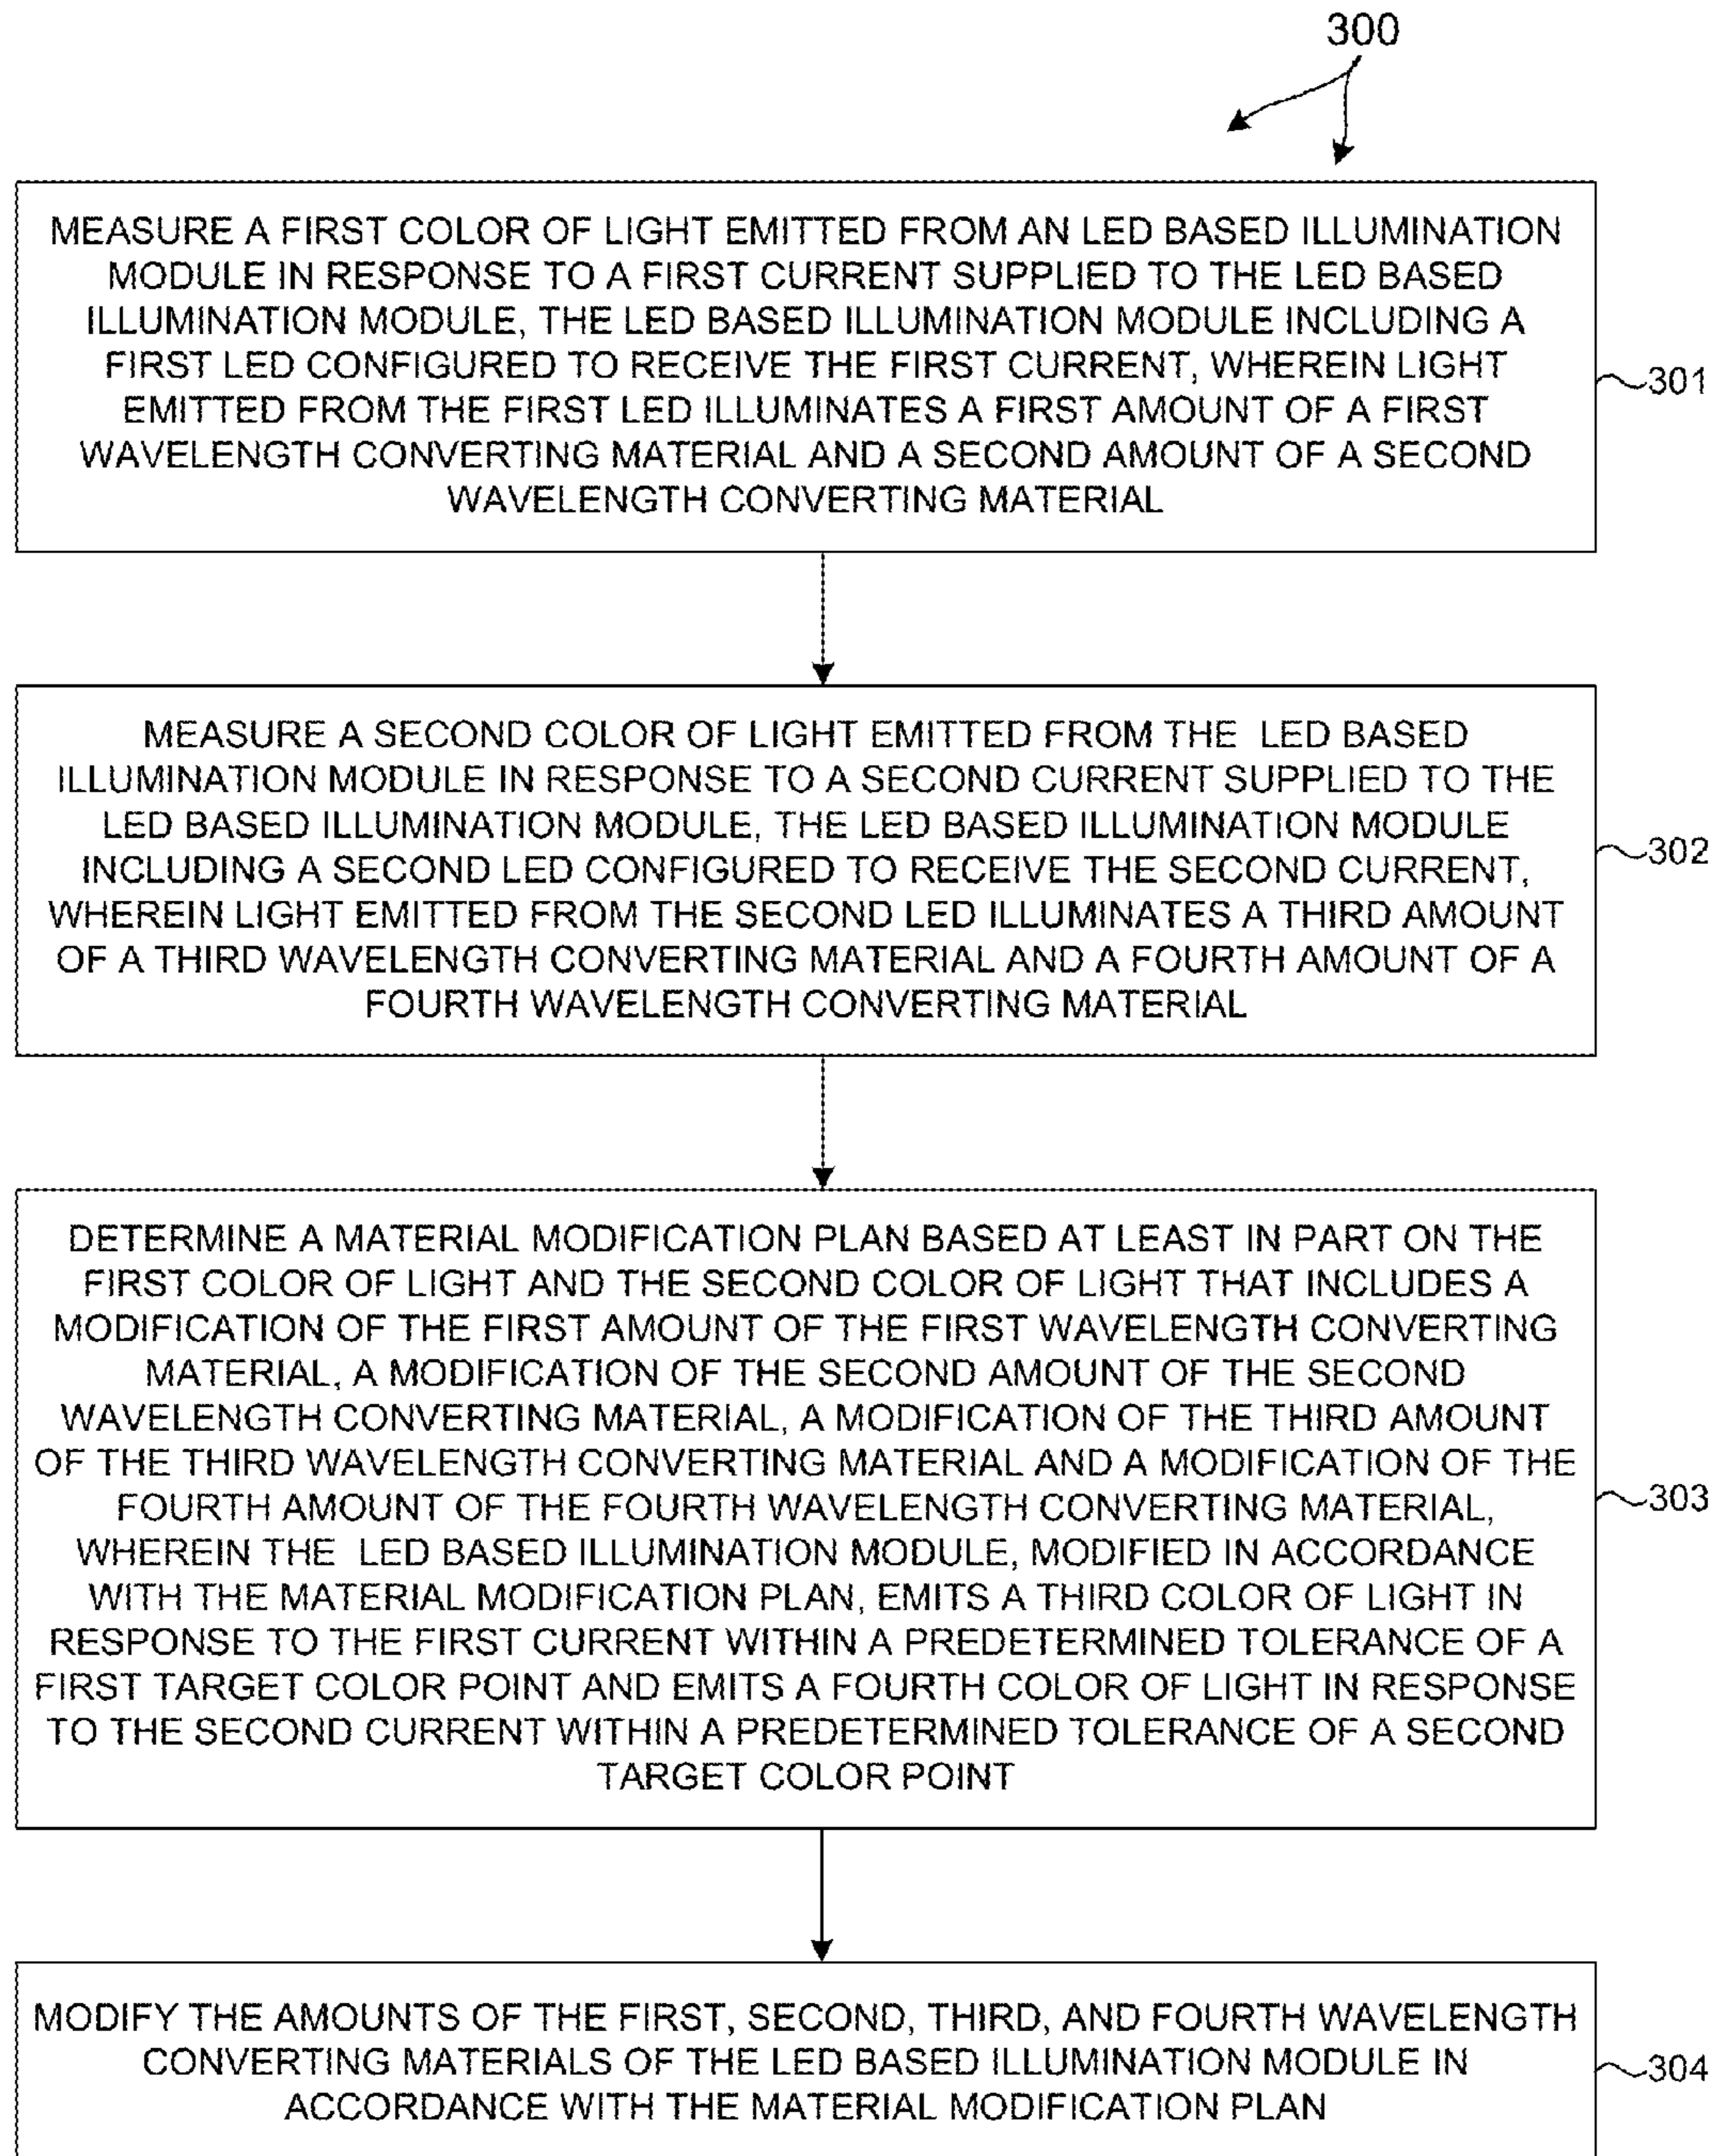 300
MEASURE A FIRST COLOR OF LIGHT EMITTED FROM AN LED BASED ILLUMINATION
MODULE IN RESPONSE TO A FIRST CURRENT SUPPLIED TO THE LED BASED
ILLUMINATION MODULE, THE LED BASED ILLUMINATION MODULE INCLUDING A
FIRST LED CONFIGURED TO RECEIVE THE FIRST CURRENT, WHEREIN LIGHT
EMITTED FROM THE FIRST LED ILLUMINATES A FIRST AMOUNT OF A FIRST
WAVELENGTH CONVERTING MATERIAL AND A SECOND AMOUNT OF A SECOND
WAVELENGTH CONVERTING MATERIAL
301
MEASURE A SECOND COLOR OF LIGHT EMITTED FROM THE LED BASED
ILLUMINATION MODULE IN RESPONSE TO A SECOND CURRENT SUPPLIED TO THE
LED BASED ILLUMINATION MODULE, THE LED BASED ILLUMINATION MODULE
INCLUDING A SECOND LED CONFIGURED TO RECEIVE THE SECOND CURRENT,
WHEREIN LIGHT EMITTED FROM THE SECOND LED ILLUMINATES A THIRD AMOUNT
OF A THIRD WAVELENGTH CONVERTING MATERIAL AND A FOURTH AMOUNT OF A
FOURTH WAVELENGTH CONVERTING MATERIAL
302
DETERMINE A MATERIAL MODIFICATION PLAN BASED AT LEAST IN PART ON THE
FIRST COLOR OF LIGHT AND THE SECOND COLOR OF LIGHT THAT INCLUDES A
MODIFICATION OF THE FIRST AMOUNT OF THE FIRST WAVELENGTH CONVERTING
MATERIAL, A MODIFICATION OF THE SECOND AMOUNT OF THE SECOND
WAVELENGTH CONVERTING MATERIAL, A MODIFICATION OF THE THIRD AMOUNT
OF THE THIRD WAVELENGTH CONVERTING MATERIAL AND A MODIFICATION OF THE
FOURTH AMOUNT OF THE FOURTH WAVELENGTH CONVERTING MATERIAL,
WHEREIN THE LED BASED ILLUMINATION MODULE, MODIFIED IN ACCORDANCE
WITH THE MATERIAL MODIFICATION PLAN, EMITS A THIRD COLOR OF LIGHT IN
RESPONSE TO THE FIRST CURRENT WITHIN A PREDETERMINED TOLERANCE OF A
FIRST TARGET COLOR POINT AND EMITS A FOURTH COLOR OF LIGHT IN RESPONSE
TO THE SECOND CURRENT WITHIN A PREDETERMINED TOLERANCE OF A SECOND
TARGET COLOR POINT
303
MODIFY THE AMOUNTS OF THE FIRST, SECOND, THIRD, AND FOURTH WAVELENGTH
CONVERTING MATERIALS OF THE LED BASED ILLUMINATION MODULE IN
ACCORDANCE WITH THE MATERIAL MODIFICATION PLAN
304